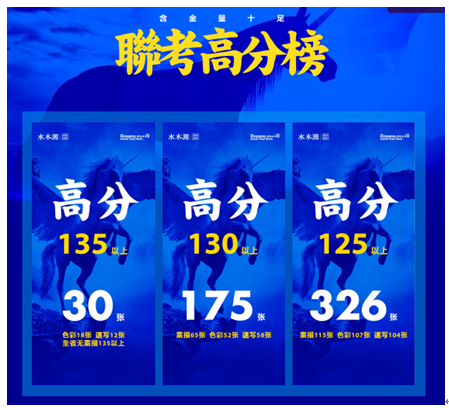 含金量十足
聯考高分榜
水木源
高分
135以上
30张
色彩18张 速写12张
全省无素描135以上
水木源
高分
130以上
175张
素描65张 色彩52张 速写58张
水木源
高分
125以上
326张
素描115张 色彩107张 速写104张